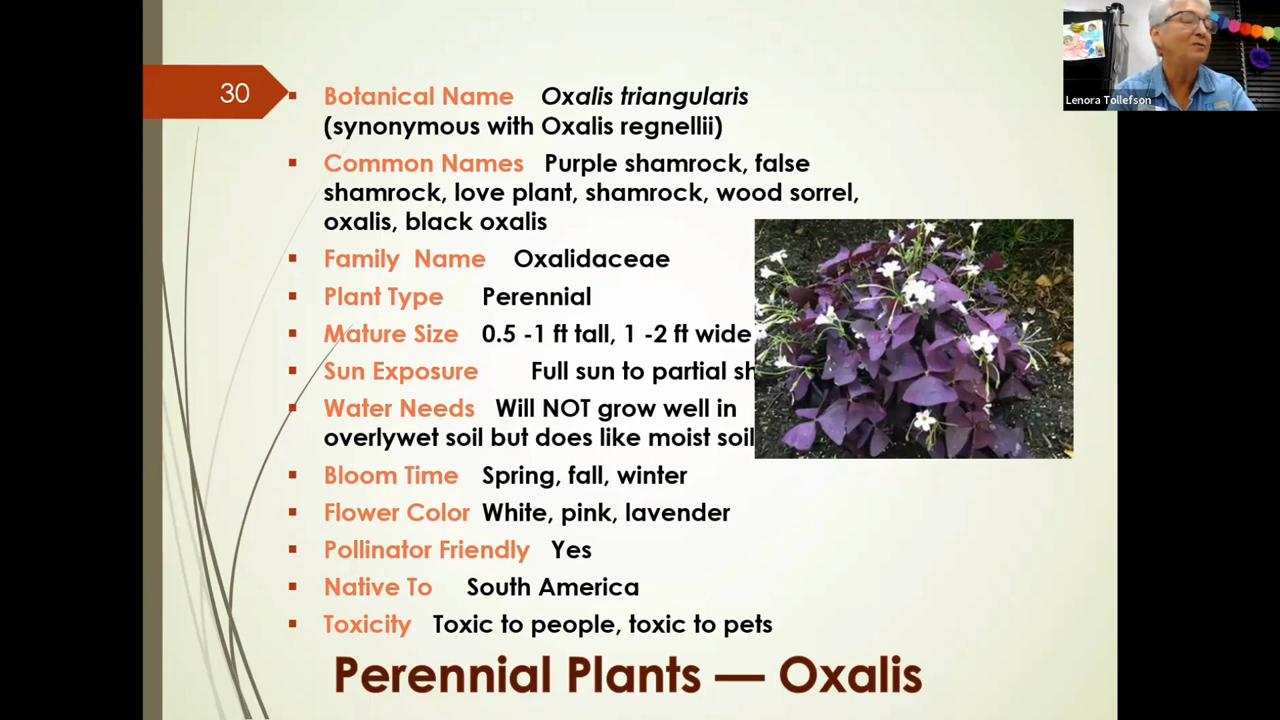 30
Botanical Name Oxalis triangularis
(synonymous with Oxalis regnellii)
Common Names Purple shamrock, false
shamrock, love plant, shamrock, wood sorrel,
oxalis, black oxalis
Family Name Oxalidaceae
Plant Type Perennial
Mature Size 0.5 -1 ft tall, 1 -2 ft wide
Sun Exposure Full sun to partial sh
Water Needs Will NOT grow well in
overlywet soil but does like moist soil
Bloom Time Spring, fall, winter
Flower Color White, pink, lavender
Pollinator Friendly Yes
Native To South America
Toxicity Toxic to people, toxic to pets
Perennial Plants — Oxalis
Lenora Tollefson